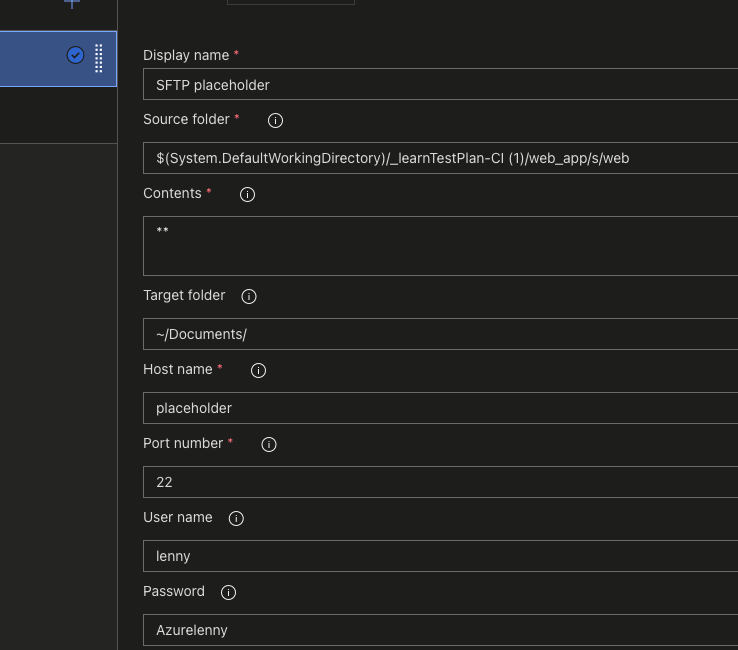 Display name *
SFTP placeholder
Source folder *
$(System.DefaultWorkingDirectory)/_learnTestPlan-CI (1)/web_app/s/web
Contents *
**
Target folder
~/Documents/
Host name *
placeholder
Port number *
22
User name
lenny
Password
Azurelenny